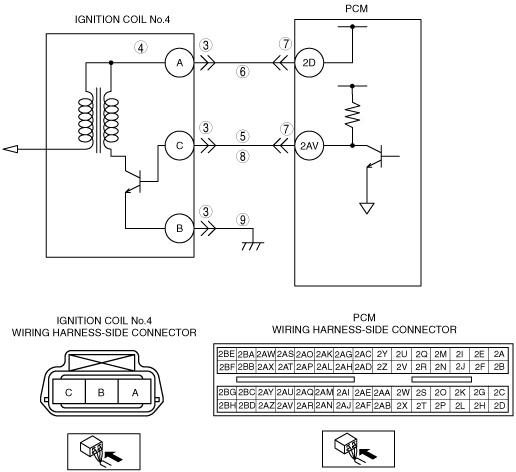 IGNITION COIL No.4
PCM
4
A
3
6
7
2D
C
3
5
8
7
2AV
B
3
9
IGNITION COIL No.4
WIRING HARNESS-SIDE CONNECTOR
C B A
PCM
WIRING HARNESS-SIDE CONNECTOR
2BE 2BA 2AW 2AS 2AO 2AK 2AG 2AC 2Y 2U 2Q 2M 2I 2E 2A
2BF 2BB 2AX 2AT 2AP 2AL 2AH 2AD 2Z 2V 2R 2N 2J 2F 2B
2BG 2BC 2AY 2AU 2AQ 2AM 2AI 2AE 2AA 2W 2S 2O 2K 2G 2C
2BH 2BD 2AZ 2AV 2AR 2AN 2AJ 2AF 2AB 2X 2T 2P 2L 2H 2D